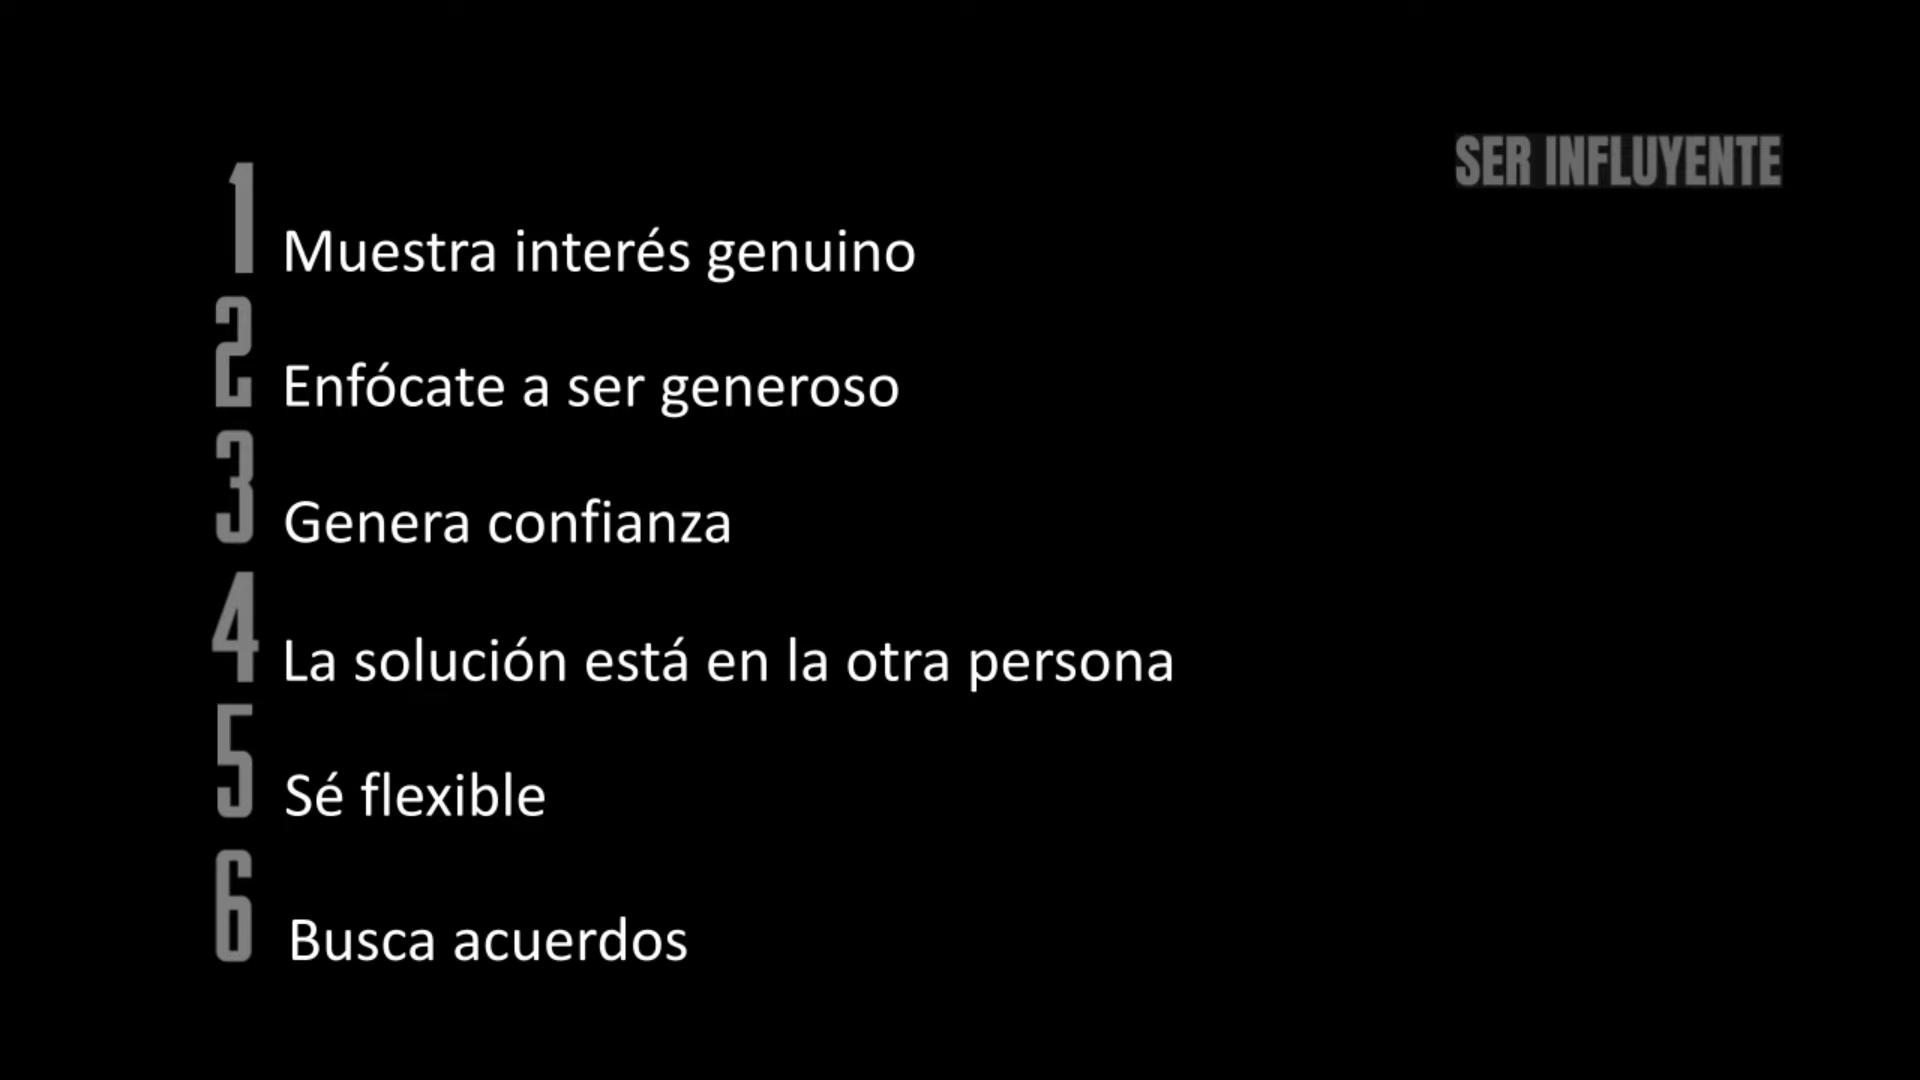 SER INFLUYENTE
1 Muestra interés genuino
2 Enfócate a ser generoso
3 Genera confianza
4 La solución está en la otra persona
5 Sé flexible
6 Busca acuerdos